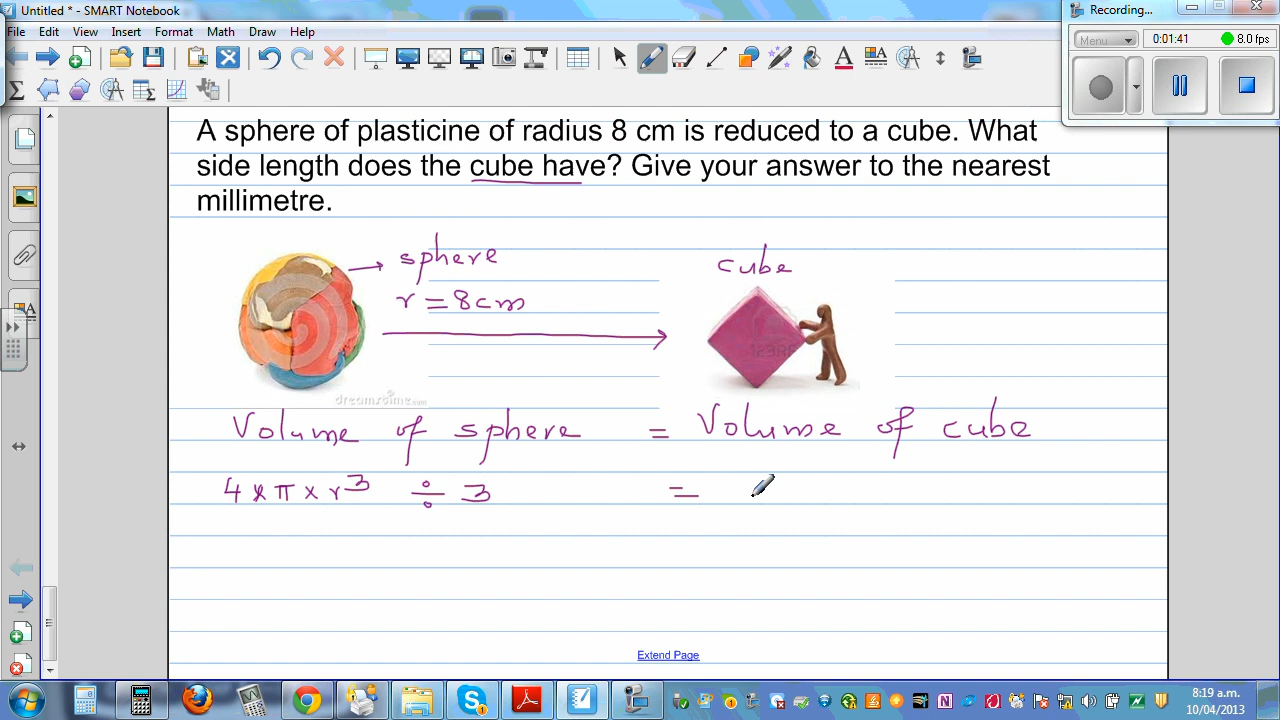 Untitled * - SMART Notebook
Recording...
File Edit View Insert Format Math Draw Help
Menu
0:01:41
8.0 fps
A sphere of plasticine of radius 8 cm is reduced to a cube. What
side length does the cube have? Give your answer to the nearest
millimetre.
sphere
cube
r = 8cm
123RF
dreamstime.com
Volume of sphere = Volume of cube
4 x π x r³ ÷ 3 =
Extend Page
8:19 a.m.
10/04/2013